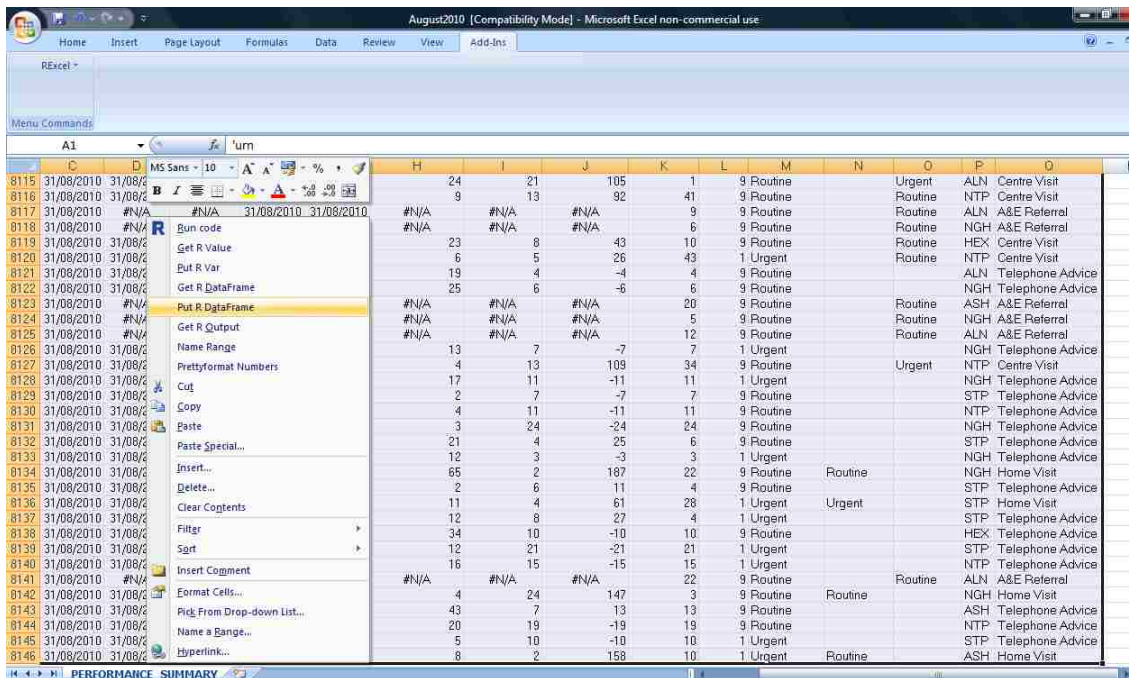 August2010 [Compatibility Mode] - Microsoft Excel non-commercial use
Home Insert Page Layout Formulas Data Review View Add-Ins
RExcel
Menu Commands
A1 fx 'urn
MS Sans 10 A A % ,
B I A
C D H I J K L M N O P Q
8115 31/08/2010 31/08/2 24 21 105 1 9 Routine Urgent ALN Centre Visit
8116 31/08/2010 31/08/2 9 13 92 41 9 Routine Routine NTP Centre Visit
8117 31/08/2010 #N/A #N/A 31/08/2010 31/08/2010 #N/A #N/A #N/A 9 9 Routine Routine ALN A&E Referral
8118 31/08/2010 #N/A #N/A #N/A #N/A 6 9 Routine Routine NGH A&E Referral
8119 31/08/2010 31/08/2 23 8 43 10 9 Routine Routine HEX Centre Visit
8120 31/08/2010 31/08/2 6 5 26 43 1 Urgent Routine NTP Centre Visit
8121 31/08/2010 31/08/2 19 4 -4 4 9 Routine ALN Telephone Advice
8122 31/08/2010 31/08/2 25 6 -6 6 9 Routine NGH Telephone Advice
8123 31/08/2010 #N/A #N/A #N/A #N/A 20 9 Routine Routine ASH A&E Referral
8124 31/08/2010 #N/A #N/A #N/A #N/A 5 9 Routine Routine NGH A&E Referral
8125 31/08/2010 #N/A #N/A #N/A #N/A 12 9 Routine Routine ALN A&E Referral
8126 31/08/2010 31/08/2 13 7 -7 7 1 Urgent NGH Telephone Advice
8127 31/08/2010 31/08/2 4 13 109 34 9 Routine Urgent NTP Centre Visit
8128 31/08/2010 31/08/2 17 11 -11 11 1 Urgent NGH Telephone Advice
8129 31/08/2010 31/08/2 2 7 -7 7 9 Routine STP Telephone Advice
8130 31/08/2010 31/08/2 4 11 -11 11 9 Routine NTP Telephone Advice
8131 31/08/2010 31/08/2 3 24 -24 24 9 Routine NGH Telephone Advice
8132 31/08/2010 31/08/2 21 4 25 6 9 Routine STP Telephone Advice
8133 31/08/2010 31/08/2 12 3 -3 3 1 Urgent NGH Telephone Advice
8134 31/08/2010 31/08/2 65 2 187 22 9 Routine Routine NGH Home Visit
8135 31/08/2010 31/08/2 2 6 11 4 9 Routine STP Telephone Advice
8136 31/08/2010 31/08/2 11 4 61 28 1 Urgent Urgent STP Home Visit
8137 31/08/2010 31/08/2 12 8 27 4 1 Urgent STP Telephone Advice
8138 31/08/2010 31/08/2 34 10 -10 10 9 Routine HEX Telephone Advice
8139 31/08/2010 31/08/2 12 21 -21 21 1 Urgent STP Telephone Advice
8140 31/08/2010 31/08/2 16 15 -15 15 1 Urgent NTP Telephone Advice
8141 31/08/2010 #N/A #N/A #N/A #N/A 22 9 Routine Routine ALN A&E Referral
8142 31/08/2010 31/08/2 4 24 147 3 9 Routine Routine NGH Home Visit
8143 31/08/2010 31/08/2 43 7 13 13 9 Routine ASH Telephone Advice
8144 31/08/2010 31/08/2 20 19 -19 19 9 Routine NTP Telephone Advice
8145 31/08/2010 31/08/2 5 10 -10 10 1 Urgent STP Telephone Advice
8146 31/08/2010 31/08/2 8 2 158 10 1 Urgent Routine ASH Home Visit
R Run code
Get R Value
Put R Var
Get R DataFrame
Put R DataFrame
Get R Output
Name Range
Prettyformat Numbers
Cut
Copy
Paste
Paste Special...
Insert...
Delete...
Clear Contents
Filter
Sort
Insert Comment
Format Cells...
Pick From Drop-down List...
Name a Range...
Hyperlink...
PERFORMANCE_SUMMARY